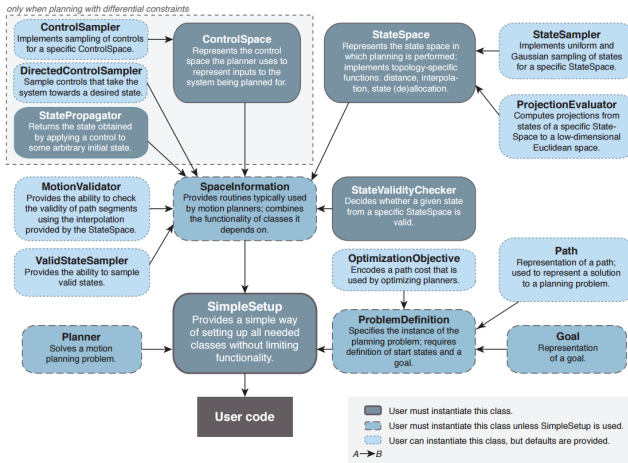 only when planning with differential constraints
ControlSampler
Implements sampling of controls
for a specific ControlSpace.
DirectedControlSampler
Sample controls that take the
system towards a desired state.
StatePropagator
Returns the state obtained
by applying a control to
some arbitrary initial state.
ControlSpace
Represents the control
space the planner uses to
represent inputs to the
system being planned for.
StateSpace
Represents the state space
in which planning is performed;
implements topology-specific
functions: distance, interpola-
tion, state (de)allocation.
StateSampler
Implements uniform and
Gaussian sampling of states
for a specific StateSpace.
ProjectionEvaluator
Computes projections from
states of a specific State-
Space to a low-dimensional
Euclidean space.
MotionValidator
Provides the ability to check
the validity of path segments
using the interpolation
provided by the StateSpace.
SpaceInformation
Provides routines typically used
by motion planners; combines
the functionality of classes it
depends on.
StateValidityChecker
Decides whether a given state
from a specific StateSpace is
valid.
ValidStateSampler
Provides the ability to sample
valid states.
OptimizationObjective
Encodes a path cost that is
used by optimizing planners.
Path
Representation of a path;
used to represent a solution
to a planning problem.
SimpleSetup
Provides a simple way
of setting up all needed
classes without limiting
functionality.
Planner
Solves a motion
planning problem.
ProblemDefinition
Specifies the instance of the
planning problem; requires
definition of start states and a
goal.
Goal
Representation
of a goal.
User code
User must instantiate this class.
User must instantiate this class unless SimpleSetup is used.
User can instantiate this class, but defaults are provided.
A B